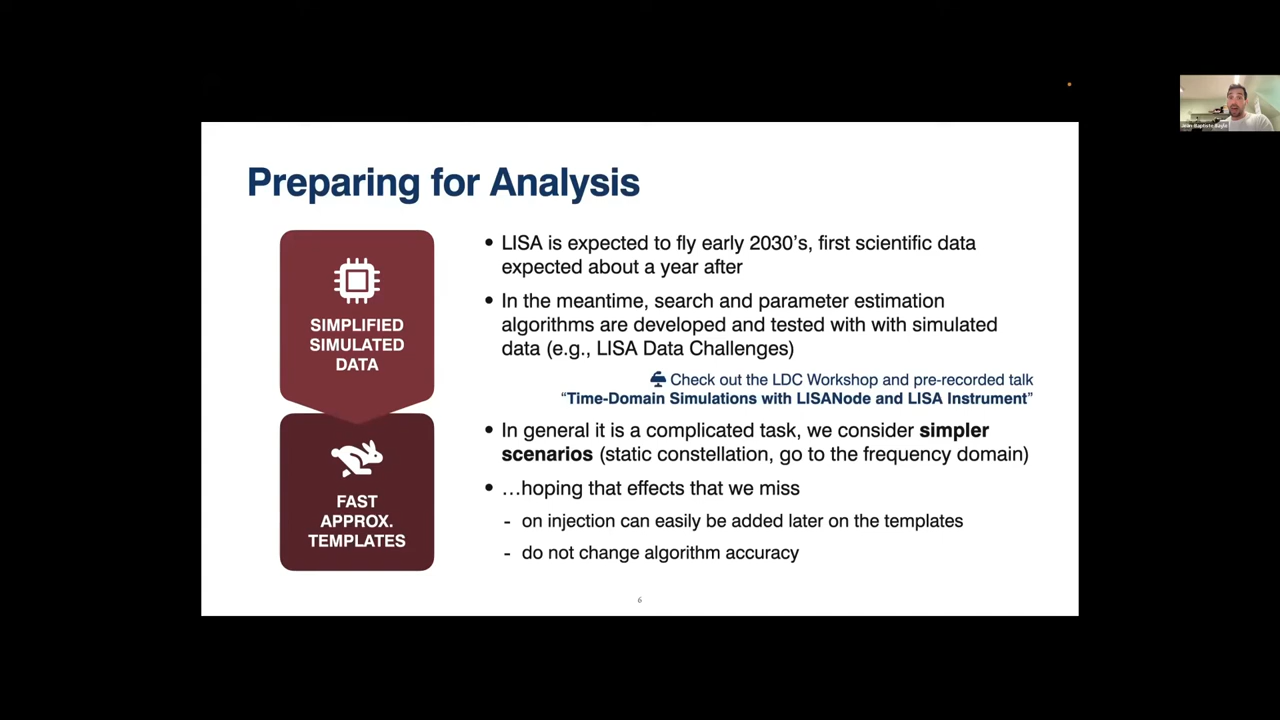 Preparing for Analysis
SIMPLIFIED
SIMULATED
DATA
FAST
APPROX.
TEMPLATES
• LISA is expected to fly early 2030's, first scientific data
expected about a year after
• In the meantime, search and parameter estimation
algorithms are developed and tested with with simulated
data (e.g., LISA Data Challenges)
Check out the LDC Workshop and pre-recorded talk
“Time-Domain Simulations with LISANode and LISA Instrument”
• In general it is a complicated task, we consider simpler
scenarios (static constellation, go to the frequency domain)
• …hoping that effects that we miss
- on injection can easily be added later on the templates
- do not change algorithm accuracy
6